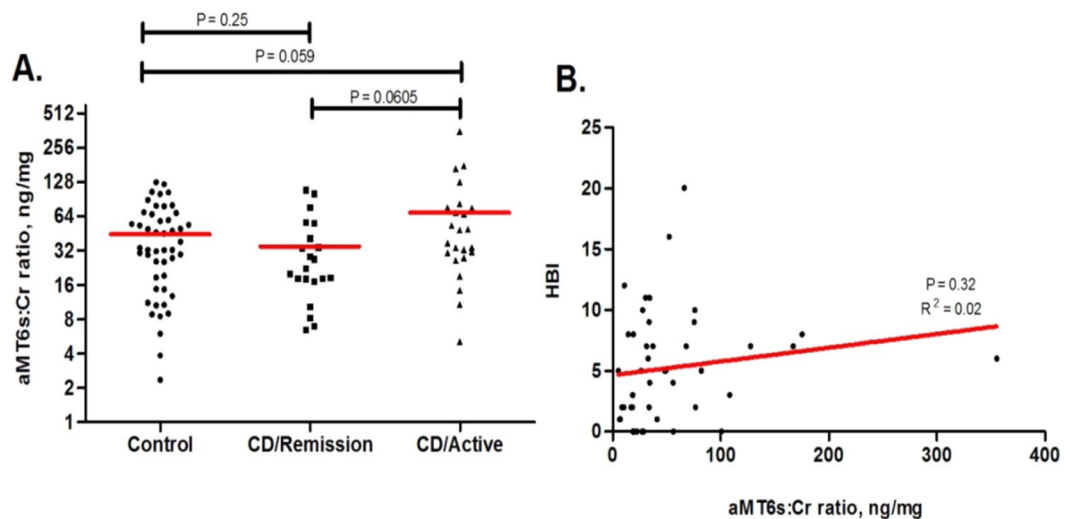 P = 0.25
P = 0.059
P = 0.0605
A.
aMT6s:Cr ratio, ng/mg
512
256
128
64
32
16
8
4
2
1
Control
CD/Remission
CD/Active
B.
HBI
25
20
15
10
5
0
P = 0.32
R² = 0.02
0
100
200
300
400
aMT6s:Cr ratio, ng/mg